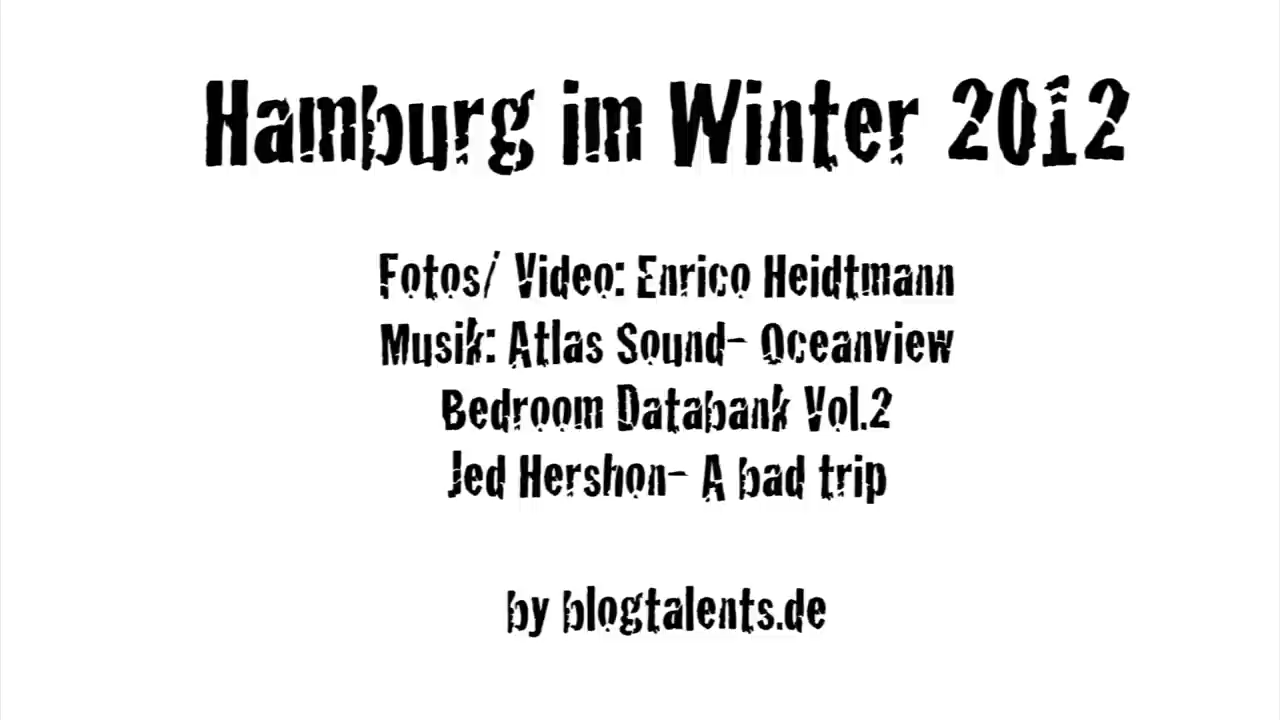 Hamburg im Winter 2012
Fotos/ Video: Enrico Heidtmann
Musik: Atlas Sound- Oceanview
Bedroom Databank Vol.2
Jed Hershon- A bad trip
by blogtalents.de